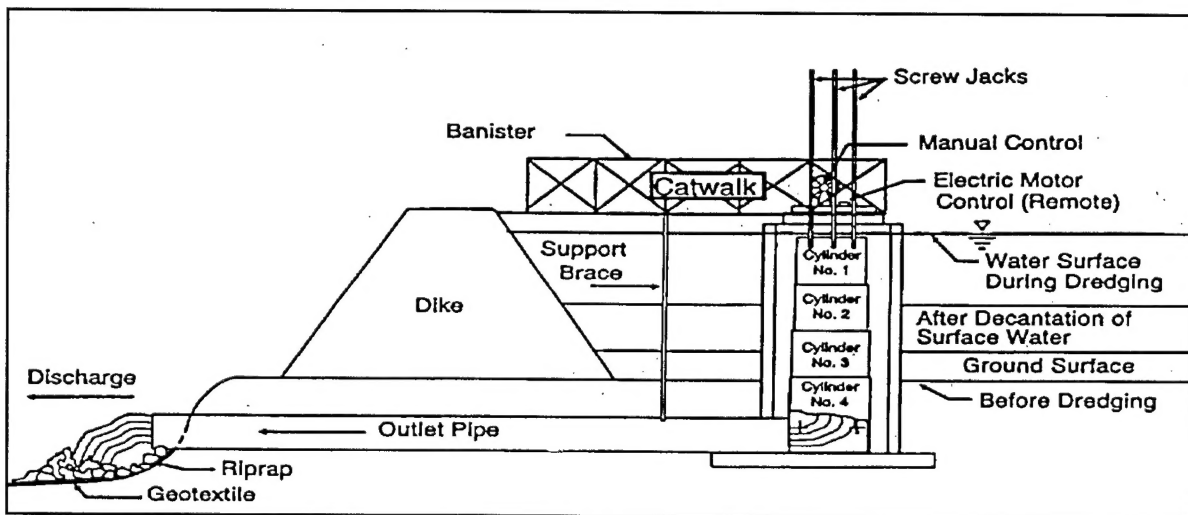 Screw Jacks
Banister
Manual Control
Catwalk
Electric Motor
Control (Remote)
Support
Brace
Cylinder
No. 1
Water Surface
During Dredging
Dike
Cylinder
No. 2
After Decantation of
Surface Water
Cylinder
No. 3
Ground Surface
Discharge
Cylinder
No. 4
Before Dredging
Outlet Pipe
Riprap
Geotextile